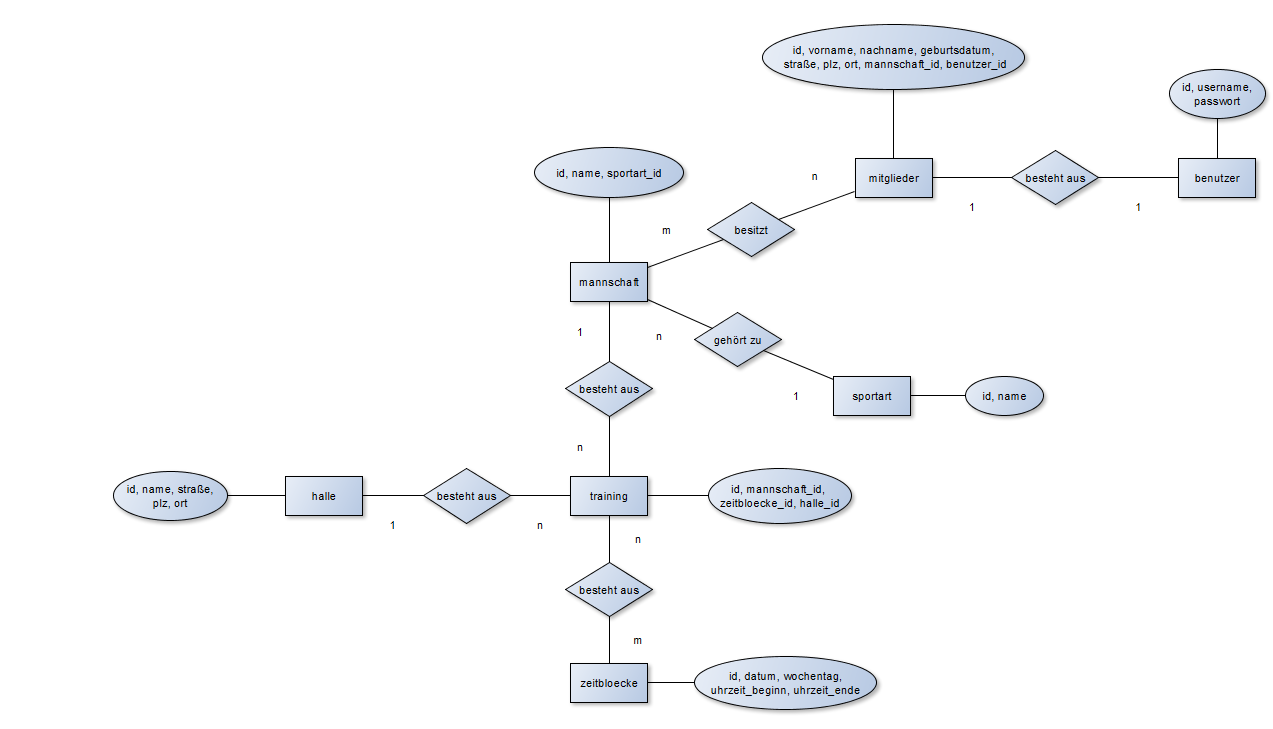 id, vorname, nachname, geburtsdatum,
straße, plz, ort, mannschaft_id, benutzer_id
id, username,
passwort
id, name, sportart_id
n
mitglieder
besteht aus
benutzer
1
1
m
besitzt
mannschaft
1
n
gehört zu
besteht aus
1
sportart
id, name
n
id, name, straße,
plz, ort
halle
besteht aus
training
id, mannschaft_id,
zeitbloecke_id, halle_id
1
n
n
besteht aus
m
zeitbloecke
id, datum, wochentag,
uhrzeit_beginn, uhrzeit_ende